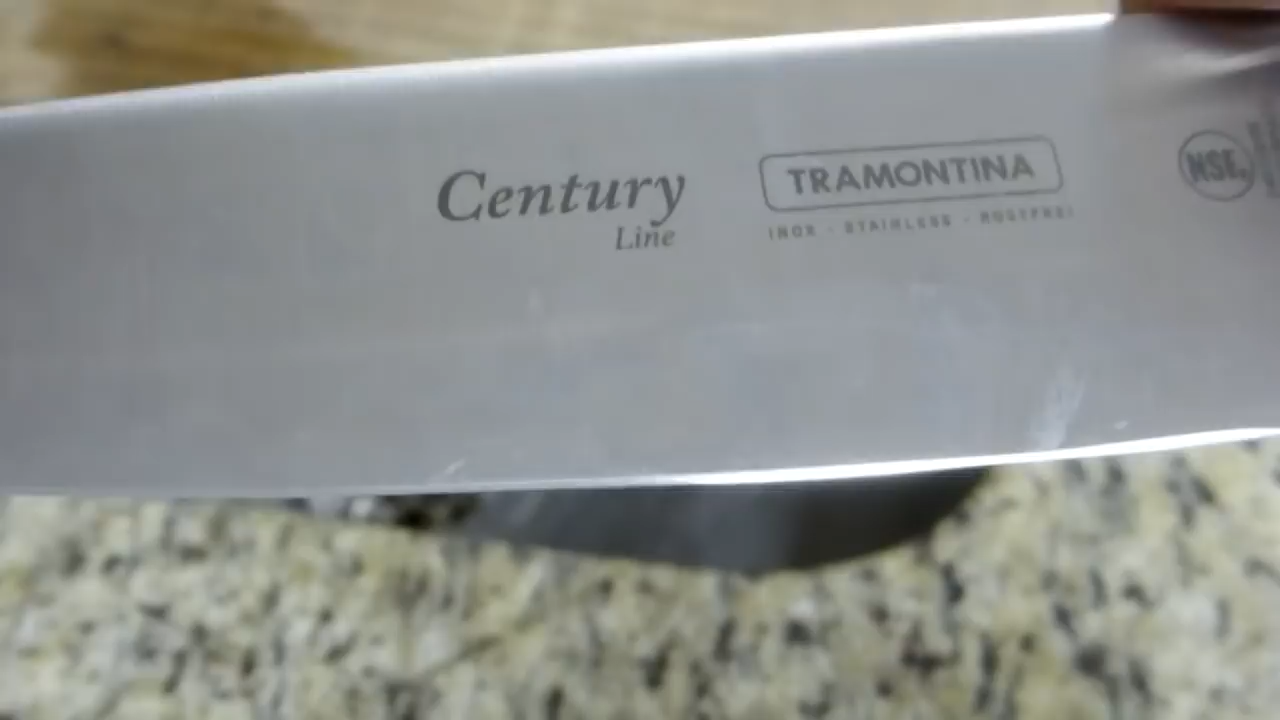 Century
Line
TRAMONTINA
INOX - STAINLESS - ROSTFREI
NSF